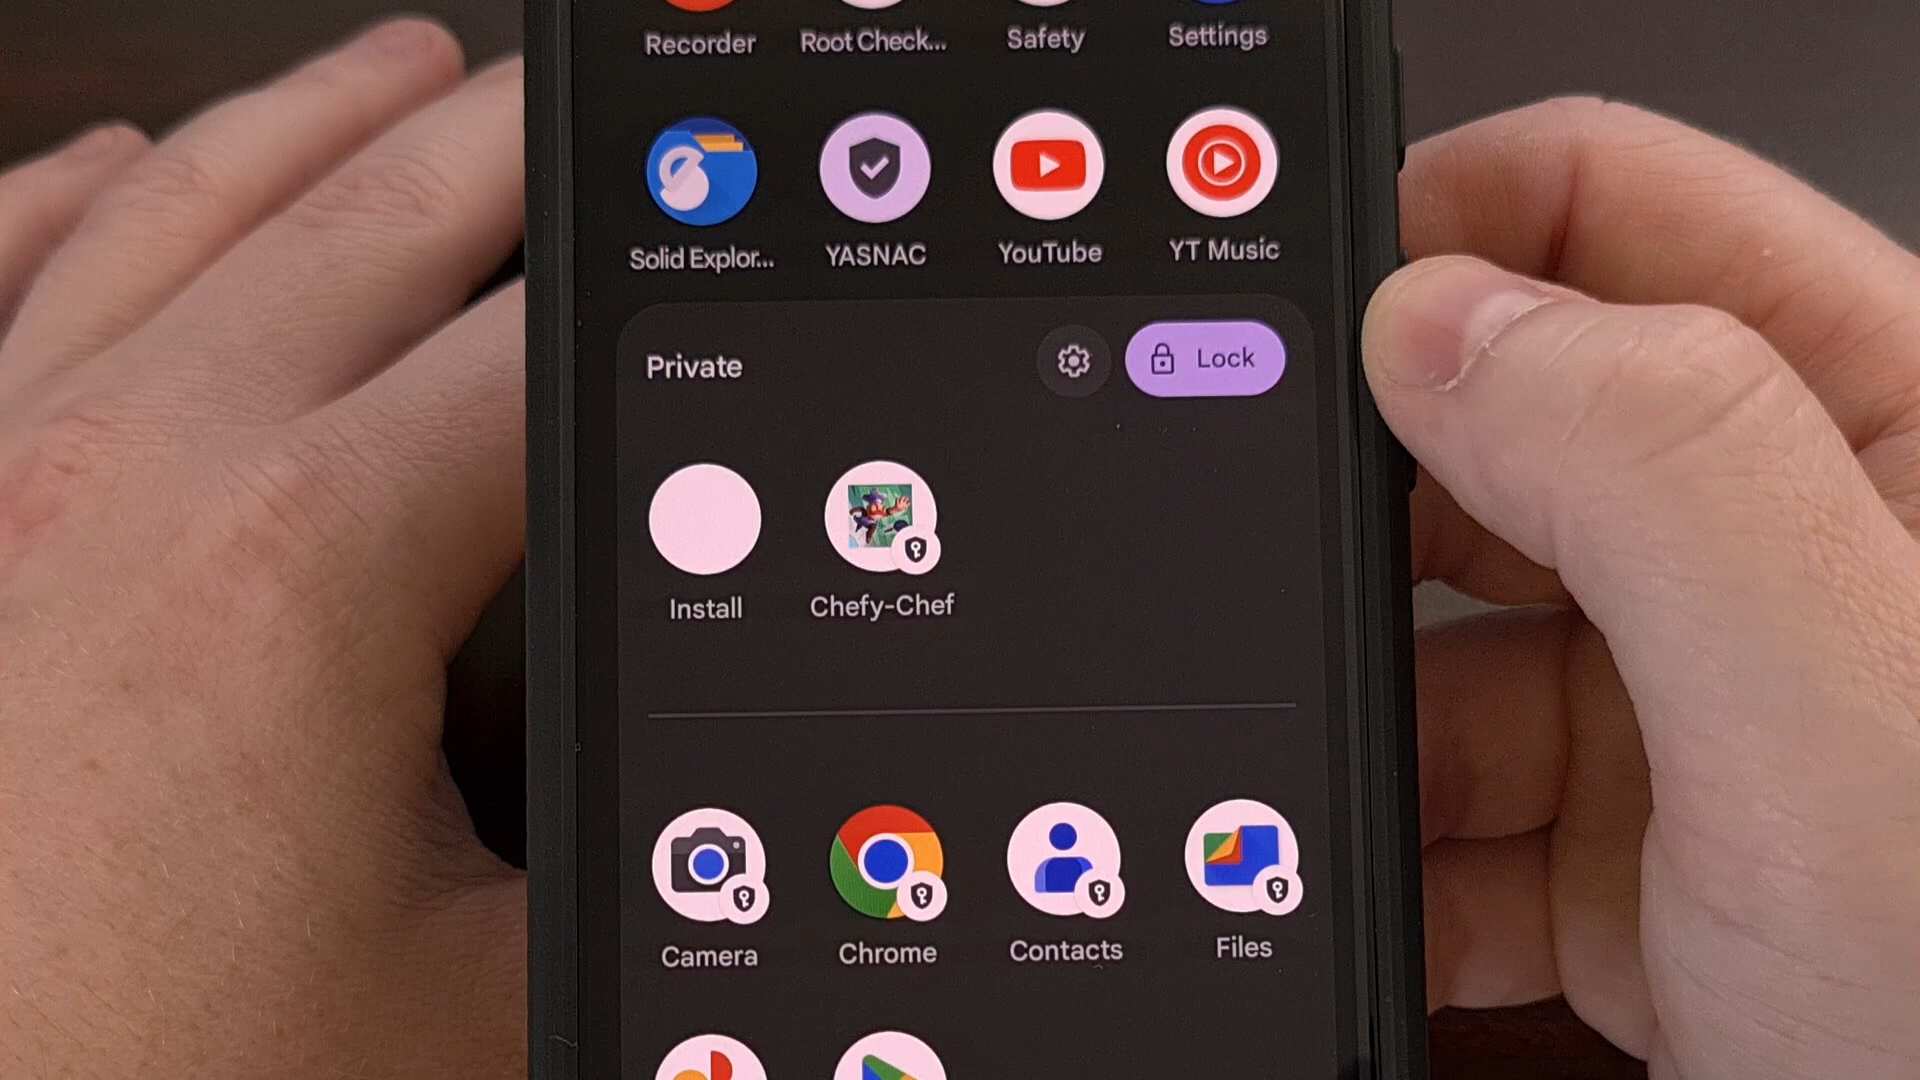 Recorder Root Check... Safety Settings
Solid Explor... YASNAC YouTube YT Music
Private Lock
Install Chefy-Chef
Camera Chrome Contacts Files